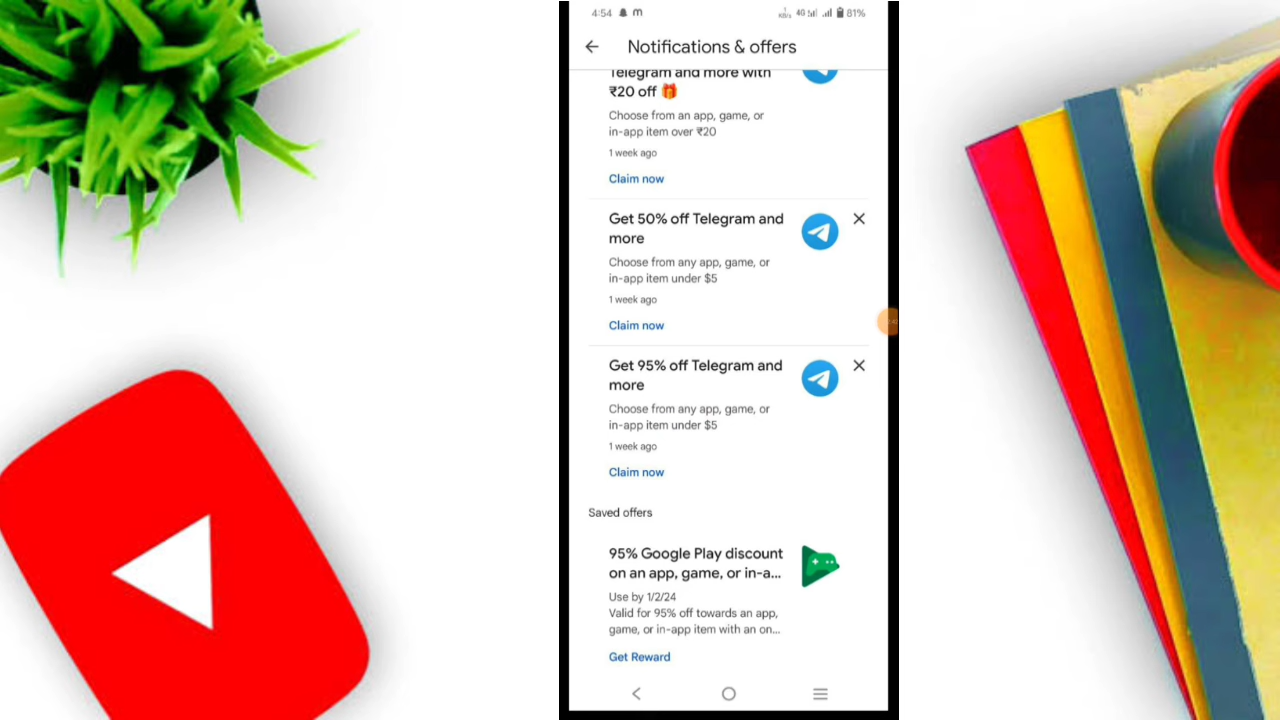 4:54
4G
81%
Notifications & offers
Telegram and more with
₹20 off
Choose from an app, game, or
in-app item over ₹20
1 week ago
Claim now
Get 50% off Telegram and
more
Choose from any app, game, or
in-app item under $5
1 week ago
Claim now
Get 95% off Telegram and
more
Choose from any app, game, or
in-app item under $5
1 week ago
Claim now
Saved offers
95% Google Play discount
on an app, game, or in-a...
Use by 1/2/24
Valid for 95% off towards an app,
game, or in-app item with an on...
Get Reward